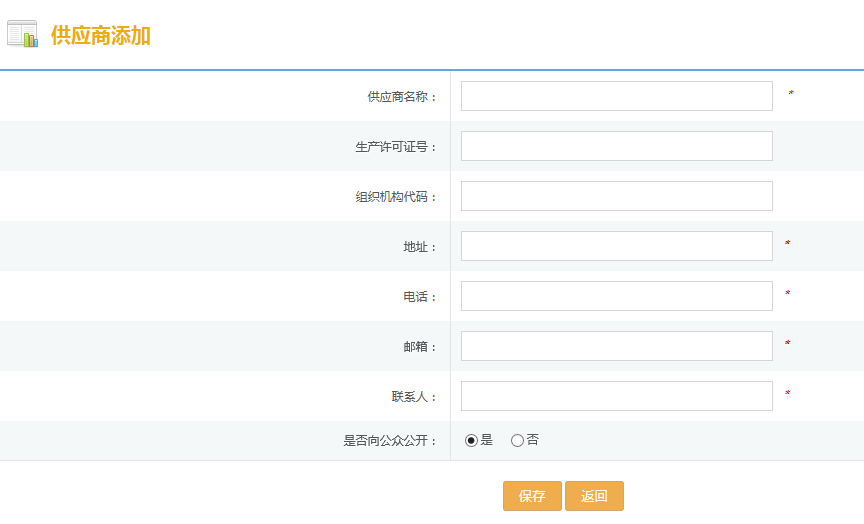 供应商添加
供应商名称： *
生产许可证号：
组织机构代码：
地址： *
电话： *
邮箱： *
联系人： *
是否向公众公开： 是 否
保存 返回